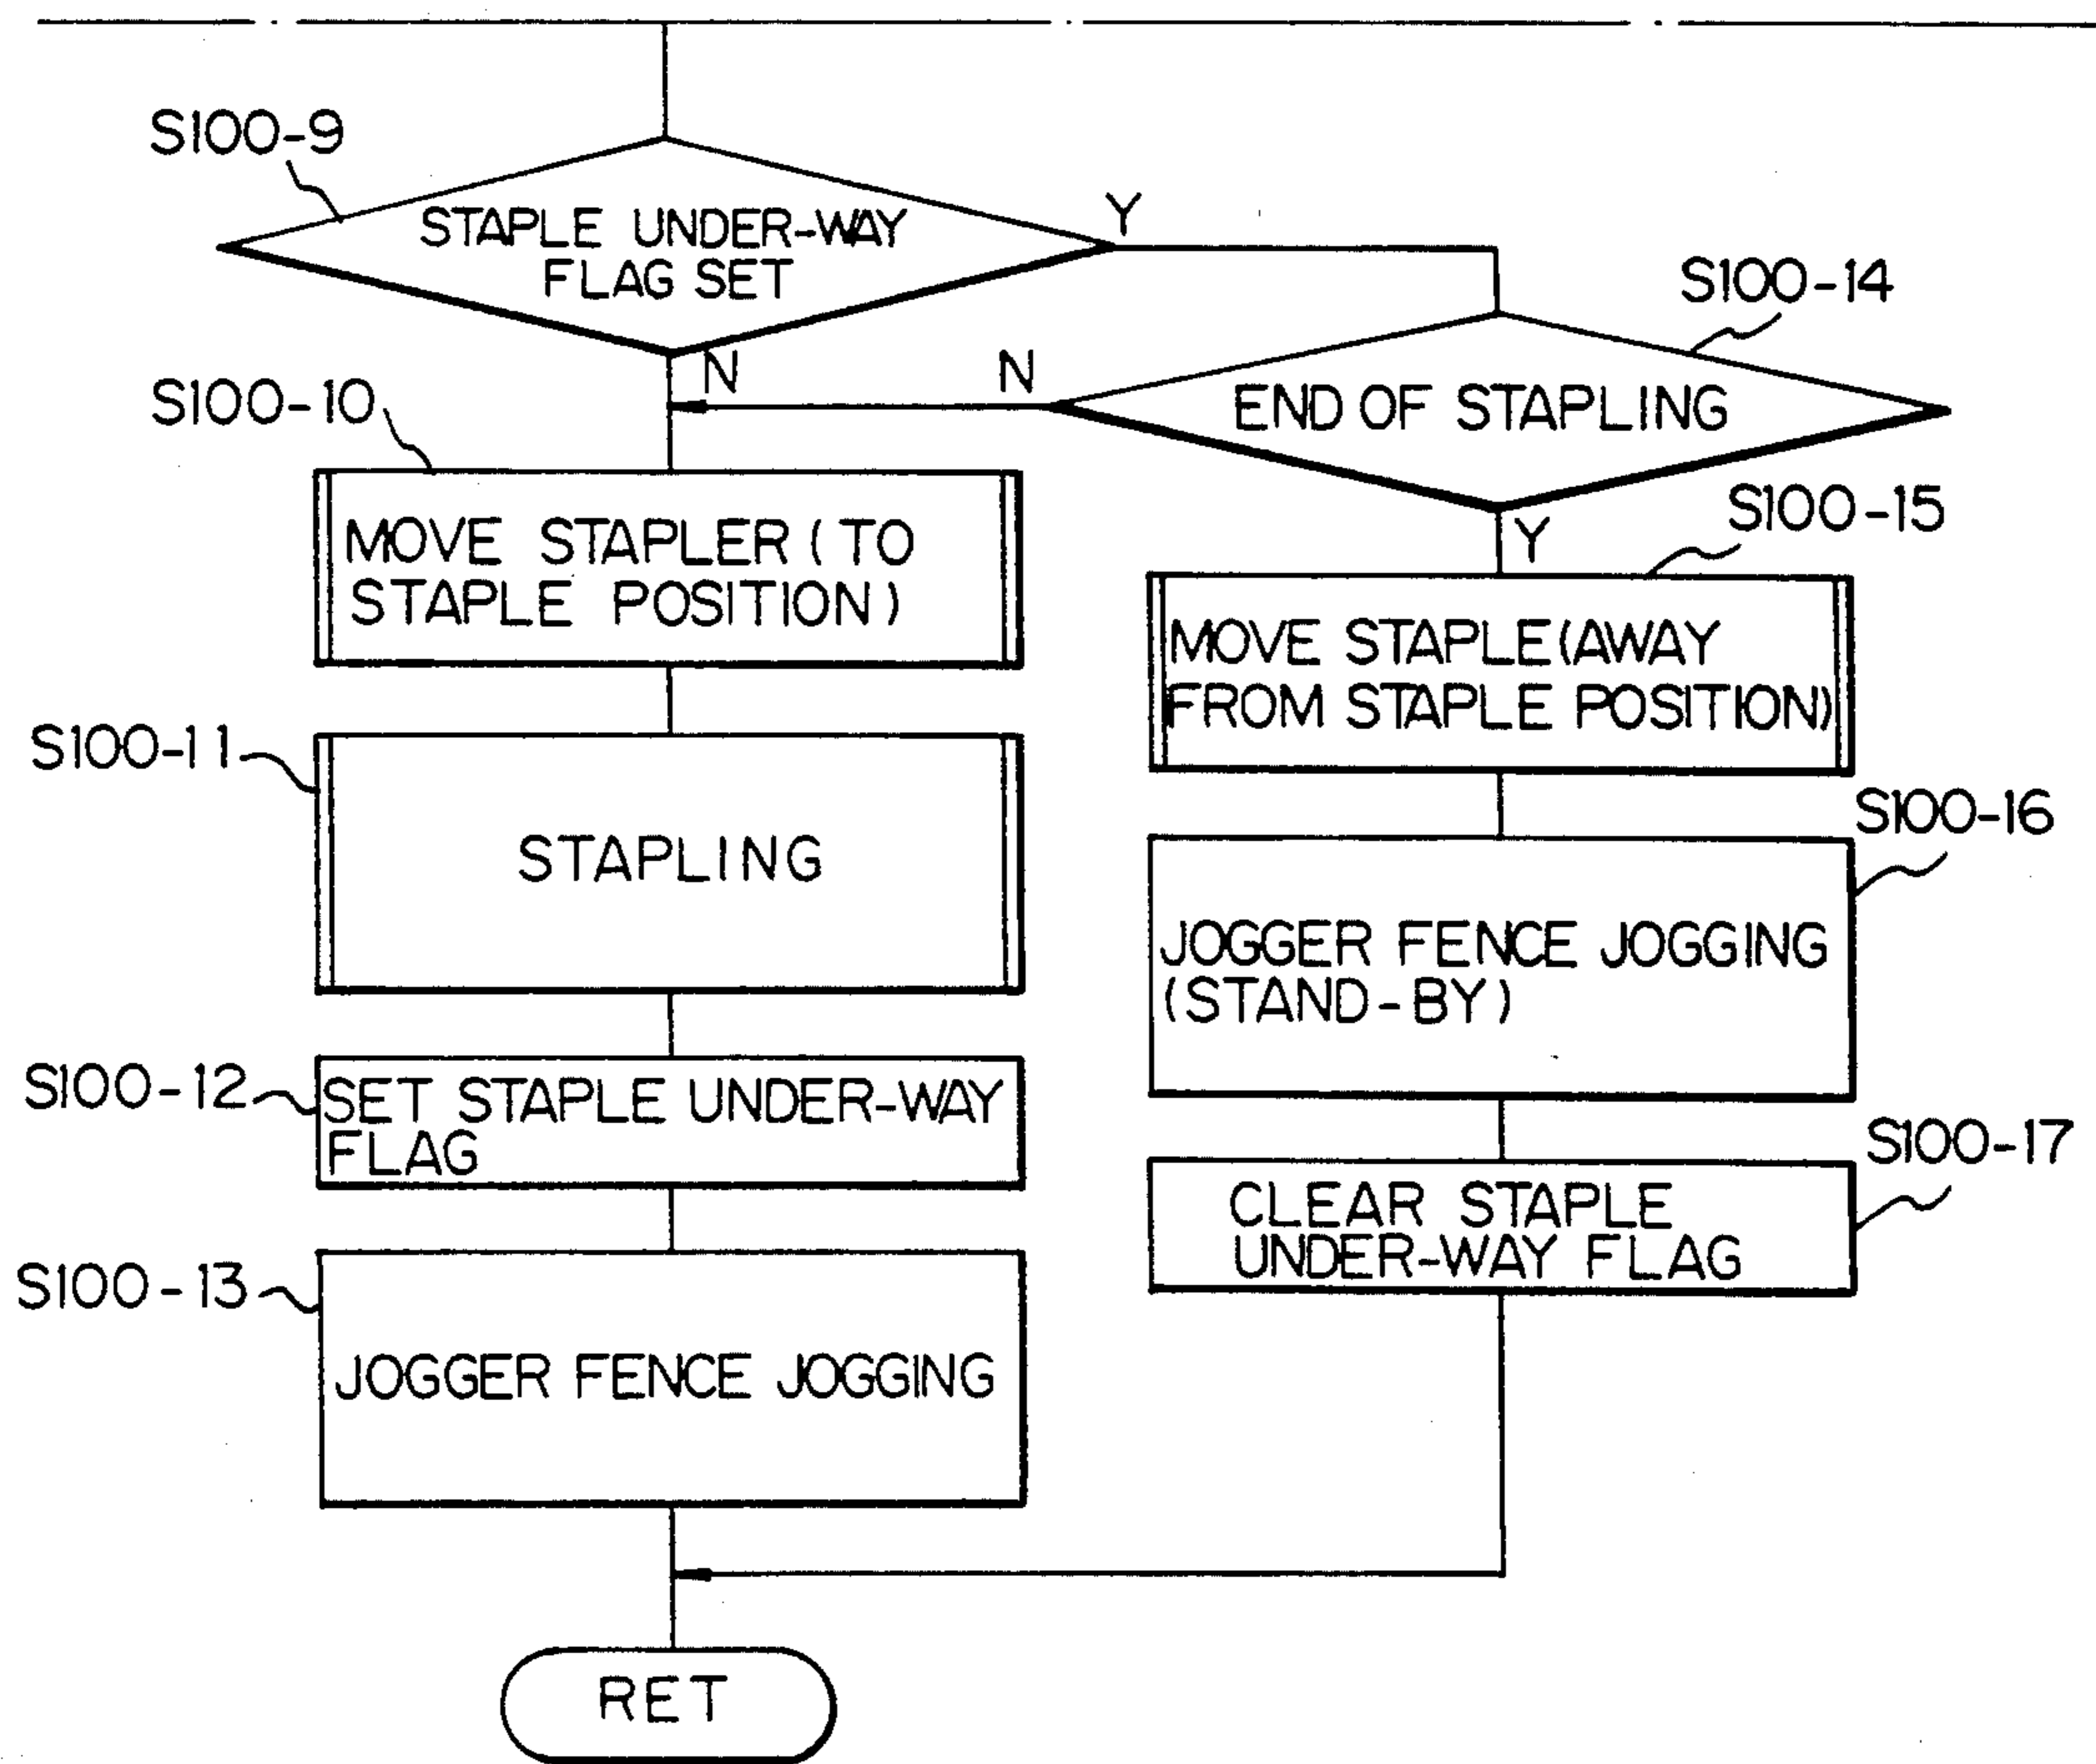 S100-9
STAPLE UNDER-WAY
FLAG SET
Y
N
S100-10
MOVE STAPLER (TO
STAPLE POSITION)
S100-11
STAPLING
S100-12
SET STAPLE UNDER-WAY
FLAG
S100-13
JOGGER FENCE JOGGING
S100-14
END OF STAPLING
N
Y
S100-15
MOVE STAPLE(AWAY
FROM STAPLE POSITION)
S100-16
JOGGER FENCE JOGGING
(STAND-BY)
S100-17
CLEAR STAPLE
UNDER-WAY FLAG
RET